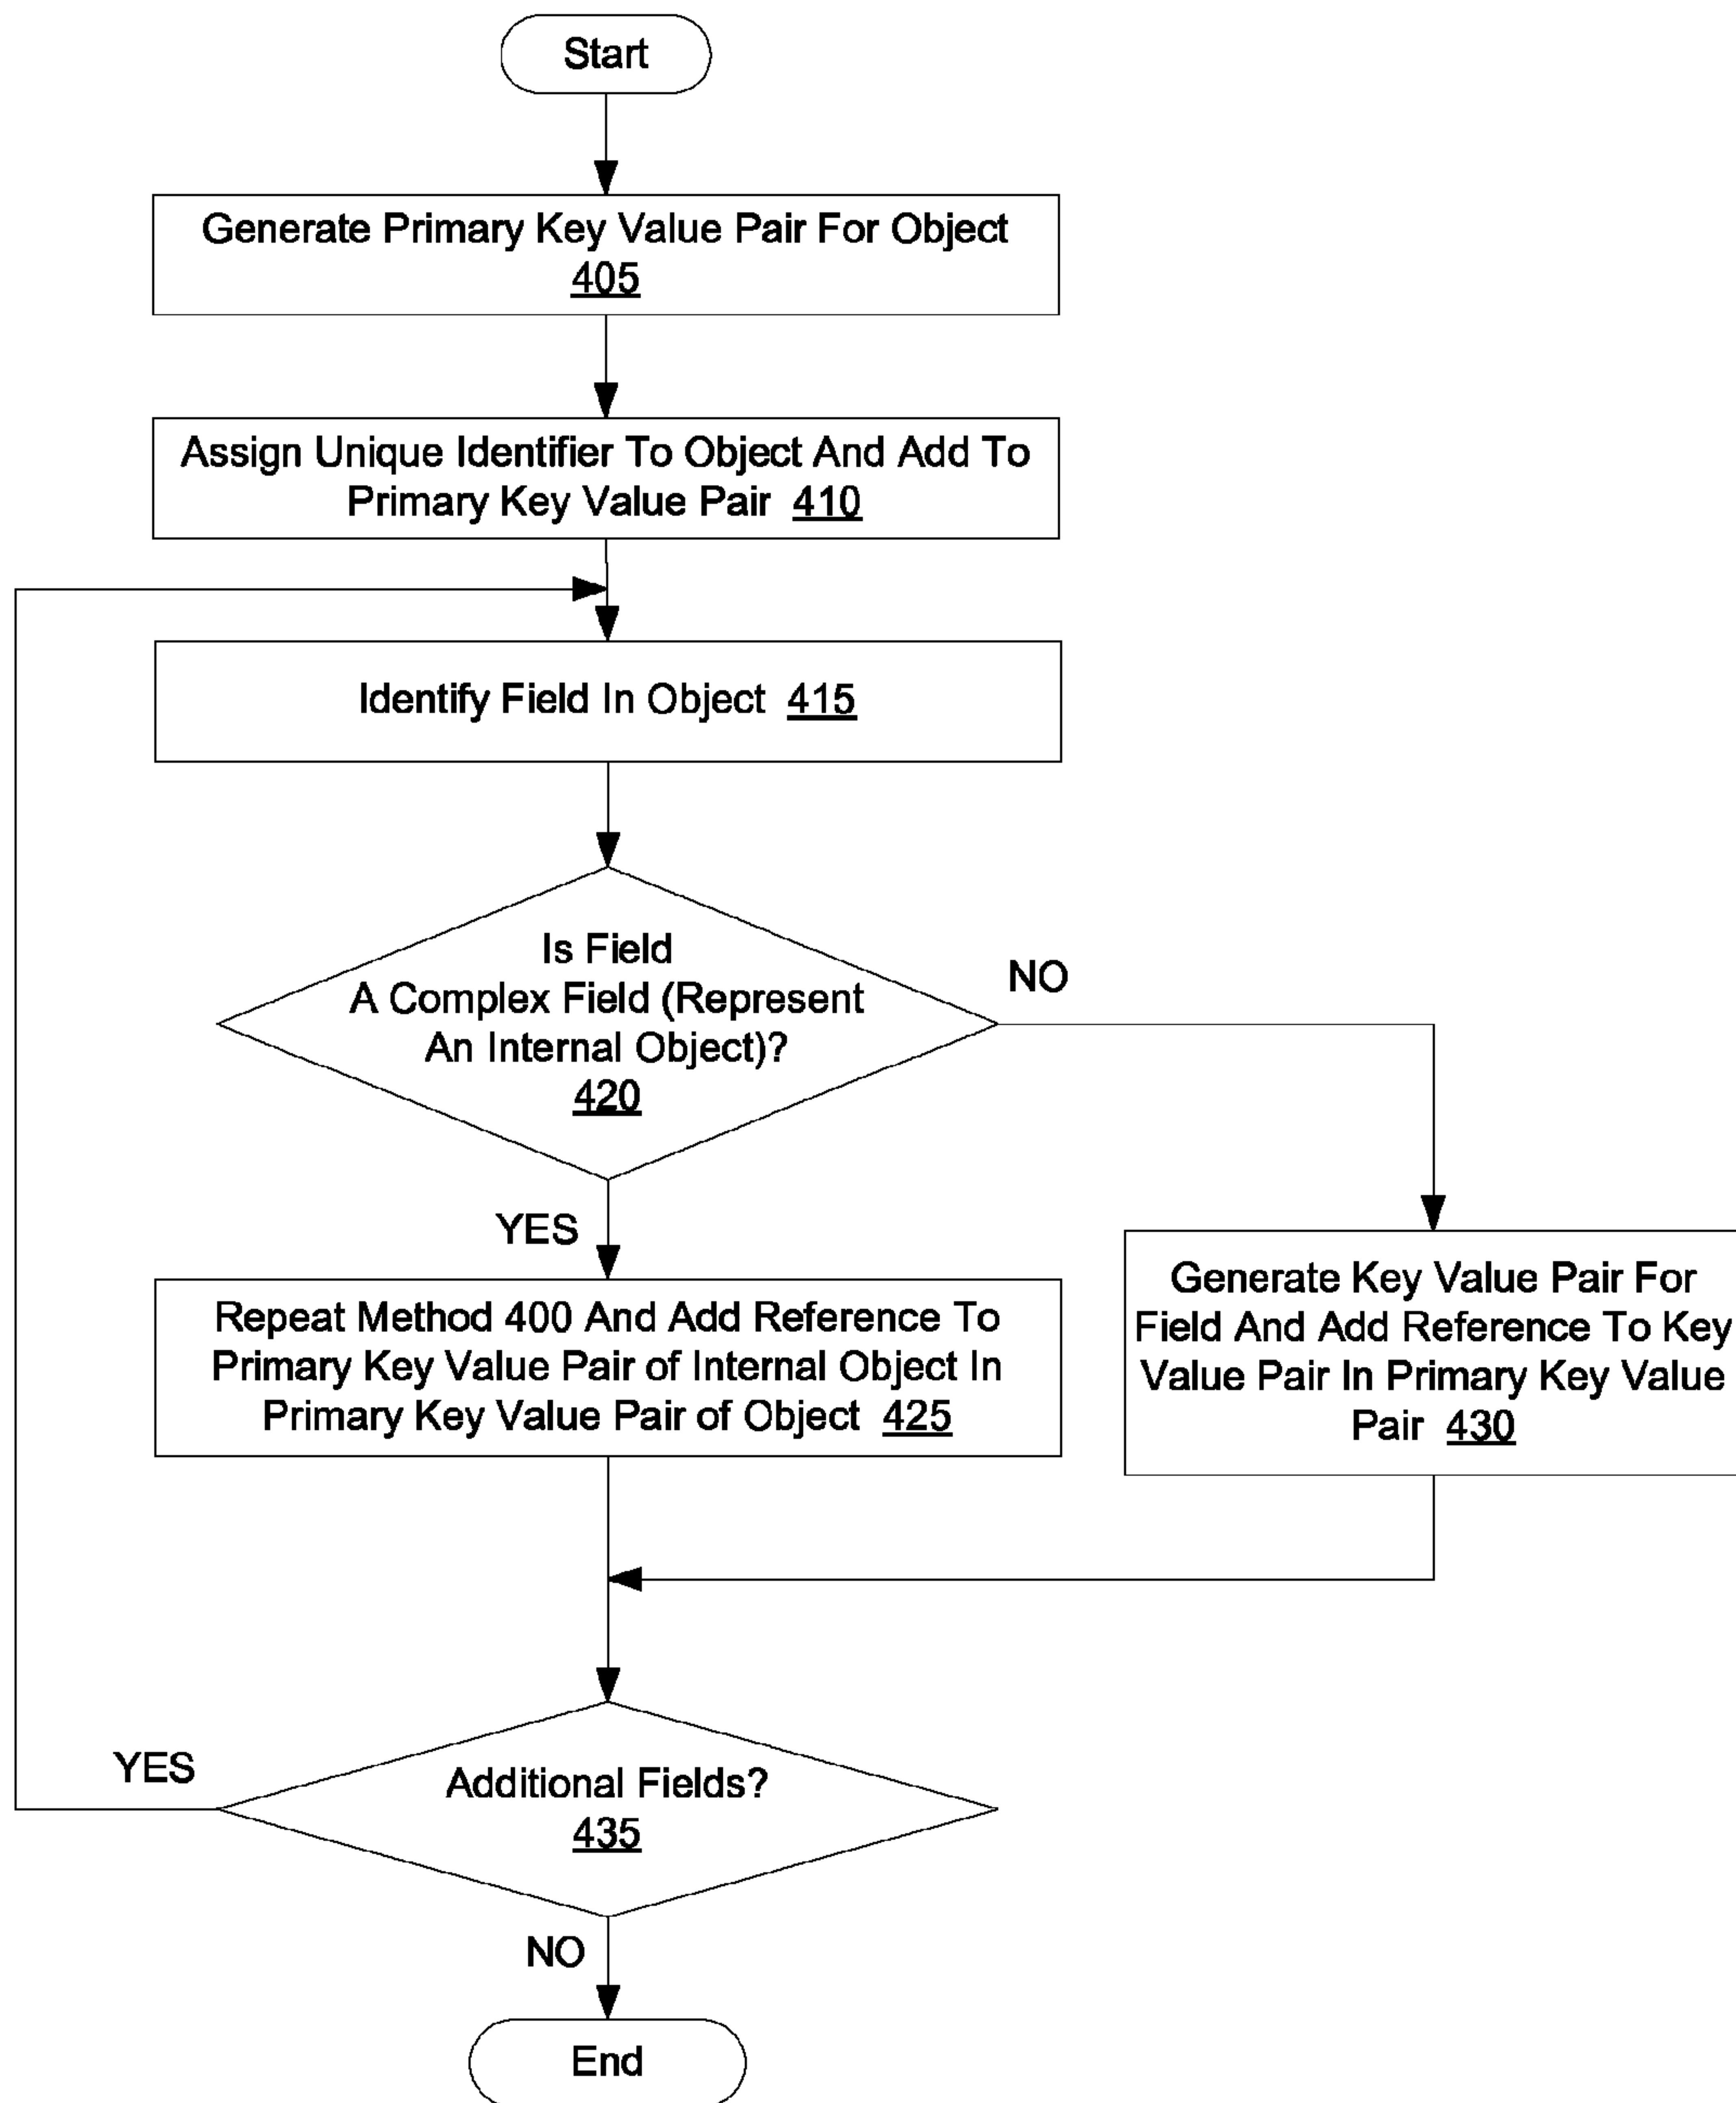 Start
Generate Primary Key Value Pair For Object
405
Assign Unique Identifier To Object And Add To
Primary Key Value Pair 410
Identify Field In Object 415
Is Field
A Complex Field (Represent
An Internal Object)?
420
NO
YES
Repeat Method 400 And Add Reference To
Primary Key Value Pair of Internal Object In
Primary Key Value Pair of Object 425
Generate Key Value Pair For
Field And Add Reference To Key
Value Pair In Primary Key Value
Pair 430
Additional Fields?
435
YES
NO
End